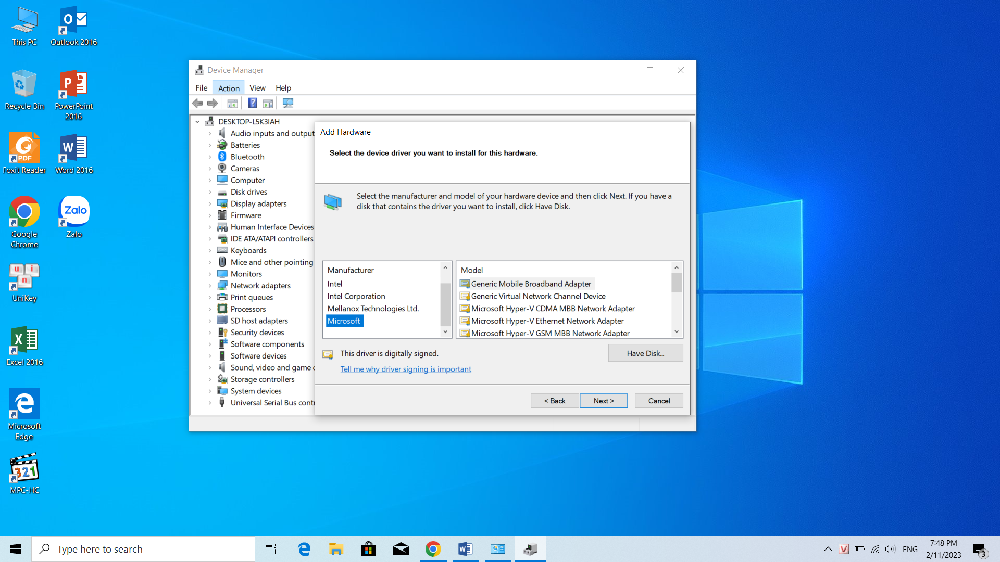 This PC
Outlook 2016
Recycle Bin
PowerPoint
2016
Foxit Reader
PDF
Word 2016
Google
Chrome
Zalo
Zalo
UniKey
Excel 2016
Microsoft
Edge
321
MPC-HC
Device Manager
File Action View Help
DESKTOP-L5K3IAH
Audio inputs and output
Batteries
Bluetooth
Cameras
Computer
Disk drives
Display adapters
Firmware
Human Interface Devices
IDE ATA/ATAPI controllers
Keyboards
Mice and other pointing
Monitors
Network adapters
Print queues
Processors
SD host adapters
Security devices
Software components
Software devices
Sound, video and game
Storage controllers
System devices
Universal Serial Bus contr
Add Hardware
Select the device driver you want to install for this hardware.
Select the manufacturer and model of your hardware device and then click Next. If you have a
disk that contains the driver you want to install, click Have Disk.
Manufacturer
Intel
Intel Corporation
Mellanox Technologies Ltd.
Microsoft
Model
Generic Mobile Broadband Adapter
Generic Virtual Network Channel Device
Microsoft Hyper-V CDMA MBB Network Adapter
Microsoft Hyper-V Ethernet Network Adapter
Microsoft Hyper-V GSM MBB Network Adapter
This driver is digitally signed.
Have Disk...
Tell me why driver signing is important
< Back
Next >
Cancel
Type here to search
ENG
7:48 PM
2/11/2023
3